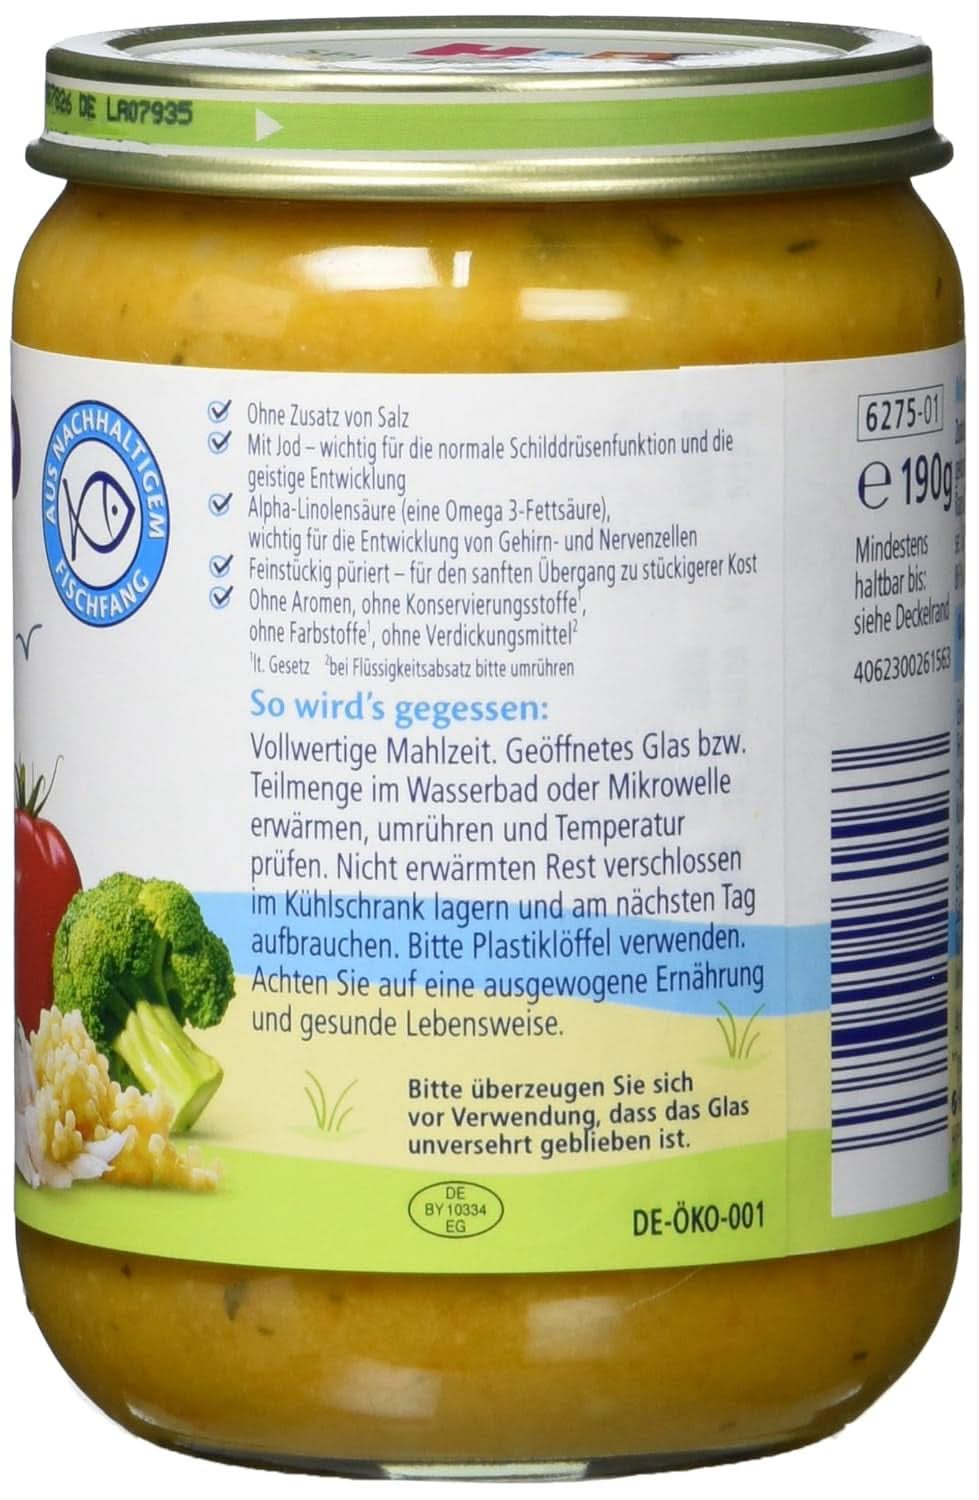 HiPP
DE LA07935
AUS NACHHALTIGEM
FISCHFANG
Ohne Zusatz von Salz
Mit Jod – wichtig für die normale Schilddrüsenfunktion und die
geistige Entwicklung
Alpha-Linolensäure (eine Omega 3-Fettsäure),
wichtig für die Entwicklung von Gehirn- und Nervenzellen
Feinstückig püriert – für den sanften Übergang zu stückigerer Kost
Ohne Aromen, ohne Konservierungsstoffe¹,
ohne Farbstoffe¹, ohne Verdickungsmittel²
¹lt. Gesetz ²bei Flüssigkeitsabsatz bitte umrühren
So wird's gegessen:
Vollwertige Mahlzeit. Geöffnetes Glas bzw.
Teilmenge im Wasserbad oder Mikrowelle
erwärmen, umrühren und Temperatur
prüfen. Nicht erwärmten Rest verschlossen
im Kühlschrank lagern und am nächsten Tag
aufbrauchen. Bitte Plastiklöffel verwenden.
Achten Sie auf eine ausgewogene Ernährung
und gesunde Lebensweise.
Bitte überzeugen Sie sich
vor Verwendung, dass das Glas
unversehrt geblieben ist.
DE
BY 10334
EG
DE-ÖKO-001
6275-01
e 190g
Mindestens
haltbar bis:
siehe Deckelrand
4062300261563